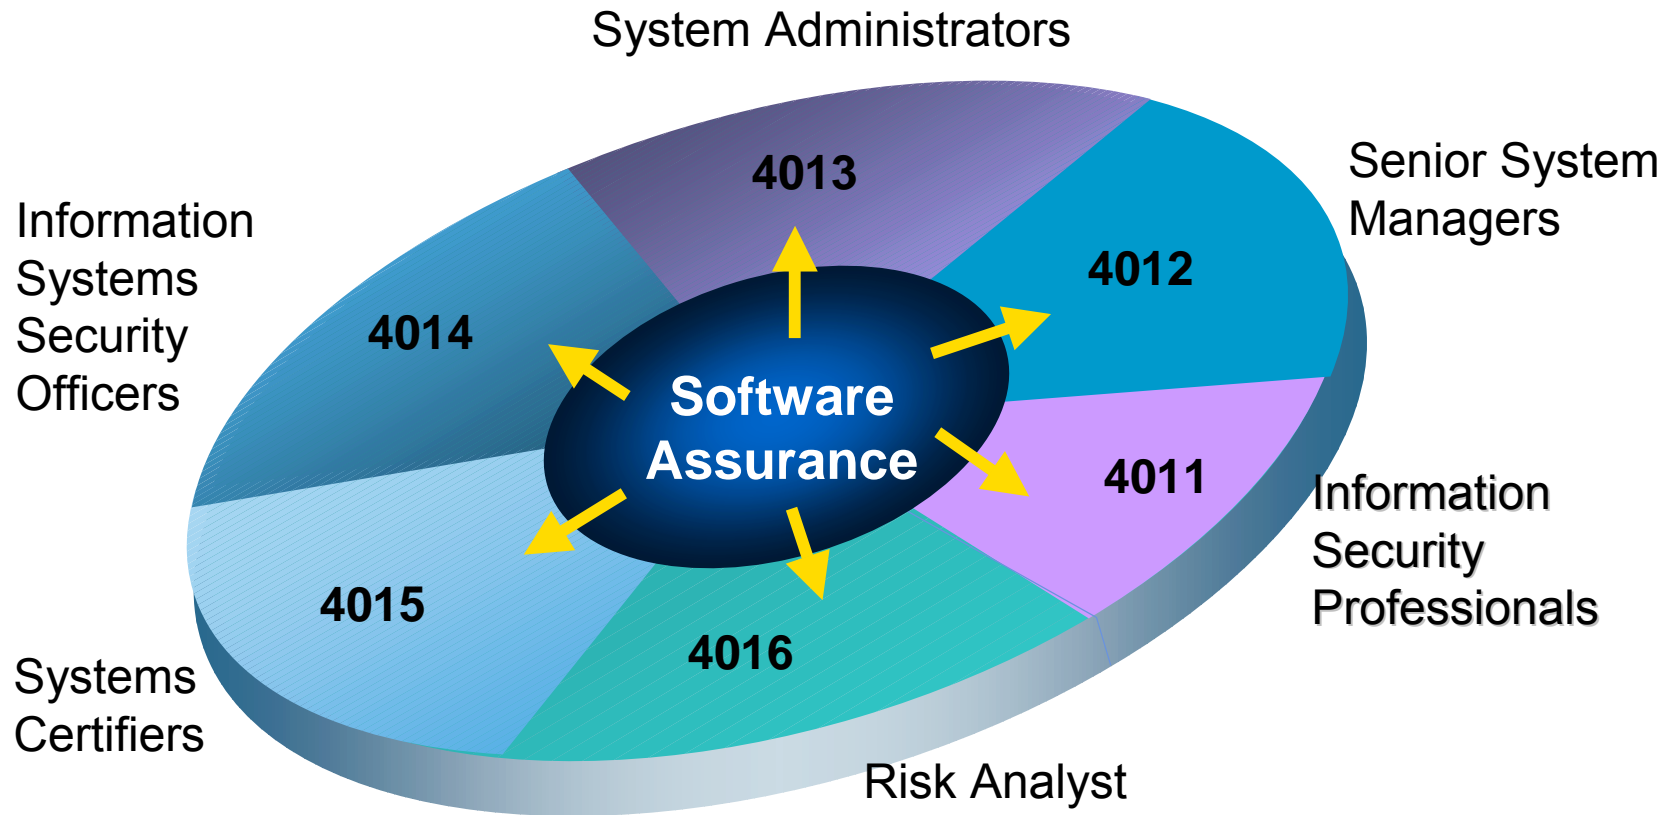 System Administrators
4013
Senior System
Managers
4012
Information
Systems
Security
Officers
4014
Software
Assurance
4011
Information
Security
Professionals
4015
4016
Systems
Certifiers
Risk Analyst